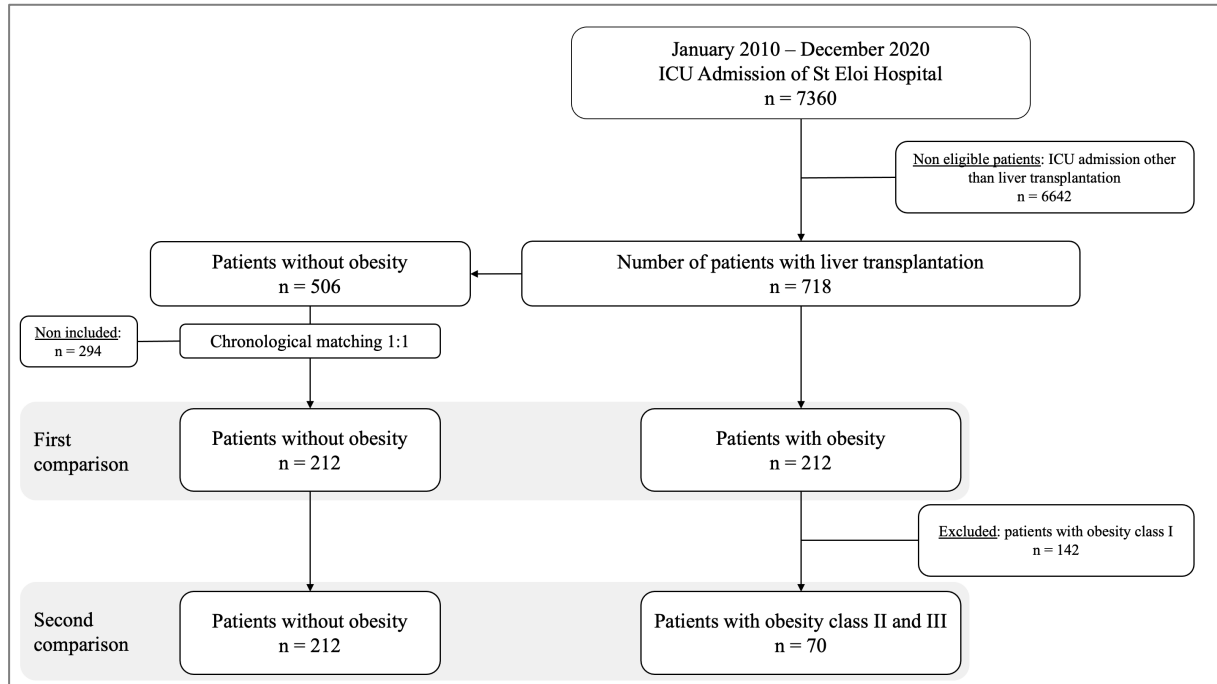 January 2010 – December 2020
ICU Admission of St Eloi Hospital
n = 7360
Non eligible patients: ICU admission other
than liver transplantation
n = 6642
Patients without obesity
n = 506
Number of patients with liver transplantation
n = 718
Non included:
n = 294
Chronological matching 1:1
First
comparison
Patients without obesity
n = 212
Patients with obesity
n = 212
Excluded: patients with obesity class I
n = 142
Second
comparison
Patients without obesity
n = 212
Patients with obesity class II and III
n = 70